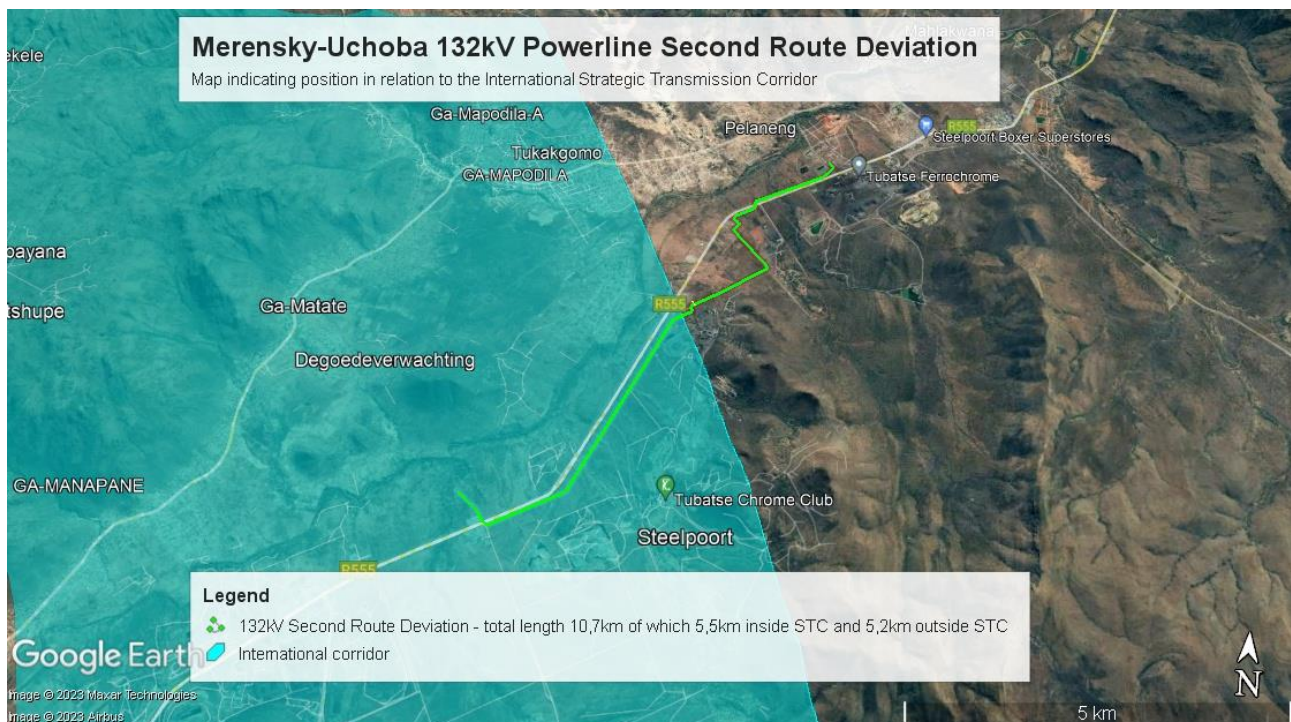 Merensky-Uchoba 132kV Powerline Second Route Deviation
Map indicating position in relation to the International Strategic Transmission Corridor
Mahlakwana
ekele
Ga-Mapodila-A
Pelaneng
R555
Steelpoort Boxer Superstores
Tukakgomo
GA-MAPODILA
Tubatse Ferrochrome
bayana
tshupe
Ga-Matate
R555
Degoedeverwachting
GA-MANAPANE
Tubatse Chrome Club
Steelpoort
R555
Legend
132kV Second Route Deviation - total length 10,7km of which 5,5km inside STC and 5,2km outside STC
International corridor
Google Earth
Image © 2023 Maxar Technologies
Image © 2023 Airbus
N
5 km